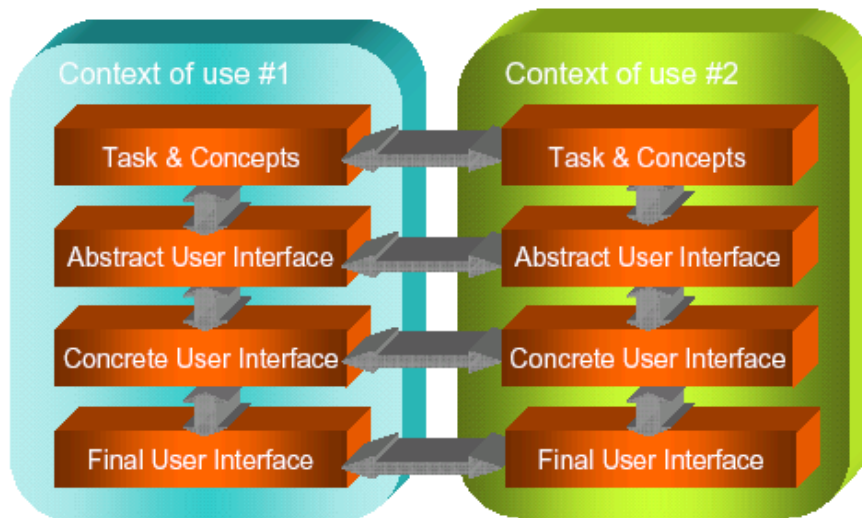 Context of use #1
Task & Concepts
Abstract User Interface
Concrete User Interface
Final User Interface
Context of use #2
Task & Concepts
Abstract User Interface
Concrete User Interface
Final User Interface